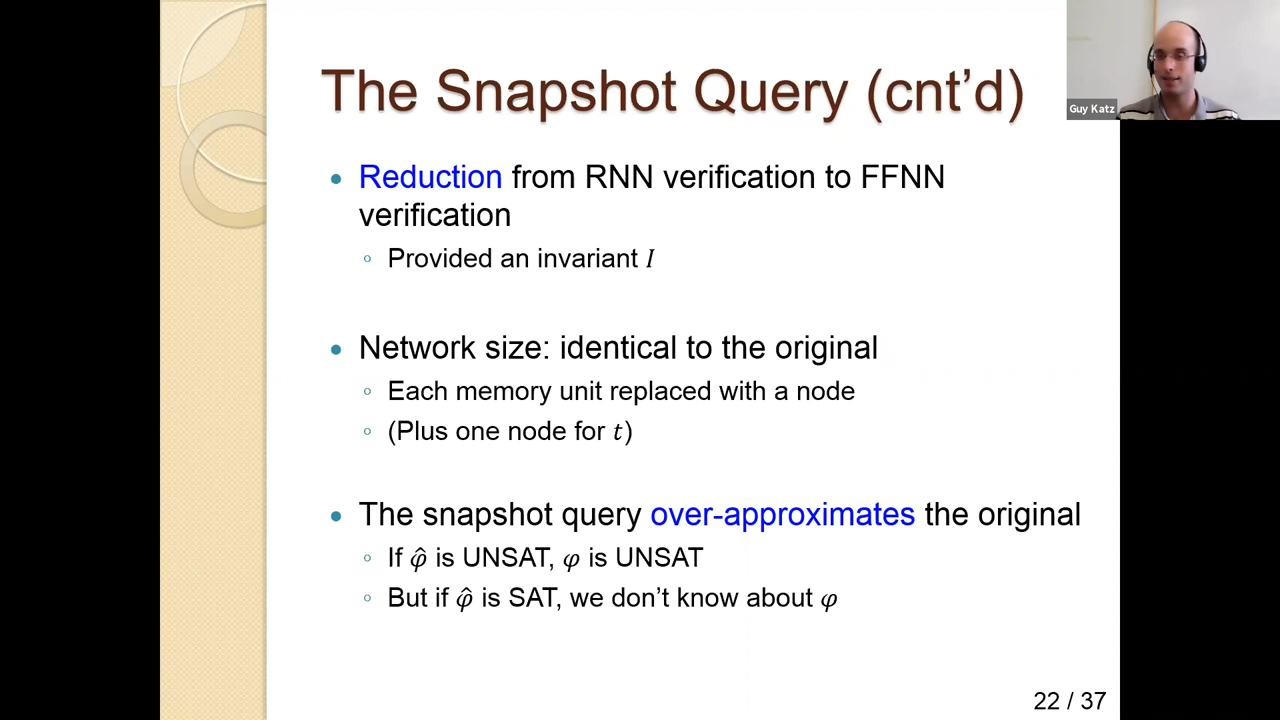 The Snapshot Query (cnt’d)
Guy Katz
• Reduction from RNN verification to FFNN
verification
◦ Provided an invariant I
• Network size: identical to the original
◦ Each memory unit replaced with a node
◦ (Plus one node for t)
• The snapshot query over-approximates the original
◦ If φ̂ is UNSAT, φ is UNSAT
◦ But if φ̂ is SAT, we don’t know about φ
22 / 37